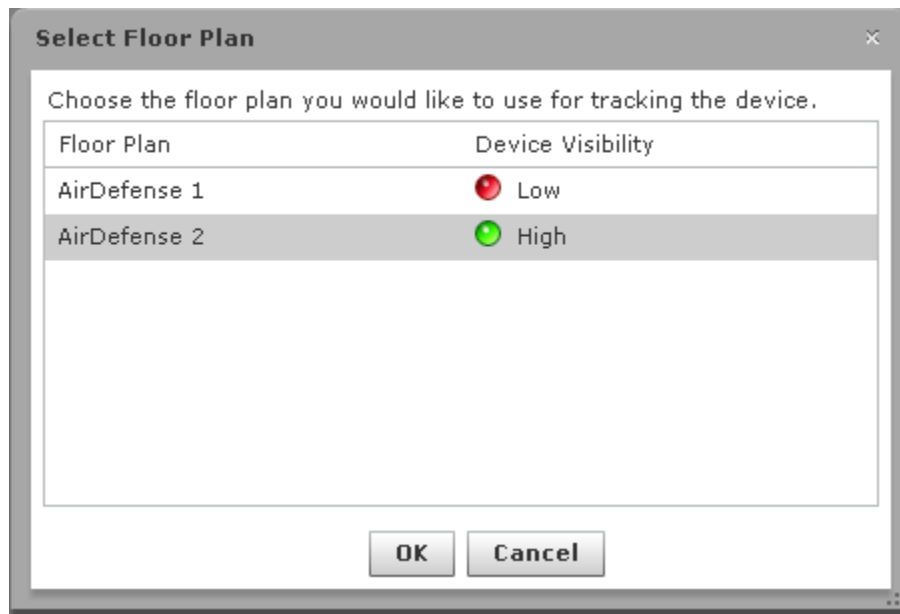 Select Floor Plan
Choose the floor plan you would like to use for tracking the device.
Floor Plan Device Visibility
AirDefense 1 Low
AirDefense 2 High
OK Cancel